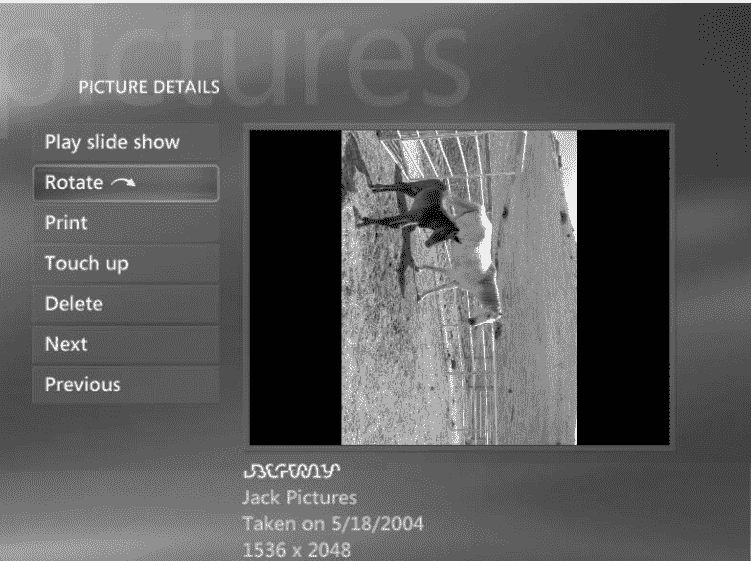 pictures
PICTURE DETAILS
Play slide show
Rotate
Print
Touch up
Delete
Next
Previous
Jack Pictures
Taken on 5/18/2004
1536 x 2048